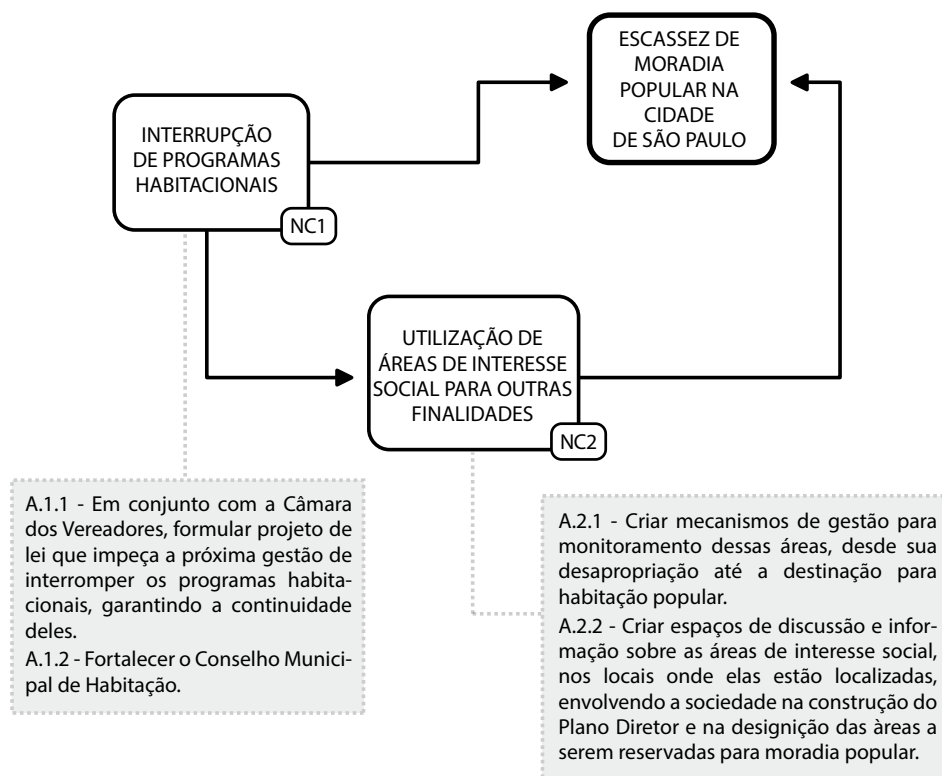 ESCASSEZ DE
MORADIA
POPULAR NA
CIDADE
DE SÃO PAULO
INTERRUPÇÃO
DE PROGRAMAS
HABITACIONAIS
NC1
UTILIZAÇÃO DE
ÁREAS DE INTERESSE
SOCIAL PARA OUTRAS
FINALIDADES
NC2
A.1.1 - Em conjunto com a Câmara
dos Vereadores, formular projeto de
lei que impeça a próxima gestão de
interromper os programas habita-
cionais, garantindo a continuidade
deles.
A.1.2 - Fortalecer o Conselho Munici-
pal de Habitação.
A.2.1 - Criar mecanismos de gestão para
monitoramento dessas áreas, desde sua
desapropriação até a destinação para
habitação popular.
A.2.2 - Criar espaços de discussão e infor-
mação sobre as áreas de interesse social,
nos locais onde elas estão localizadas,
envolvendo a sociedade na construção do
Plano Diretor e na designição das àreas a
serem reservadas para moradia popular.